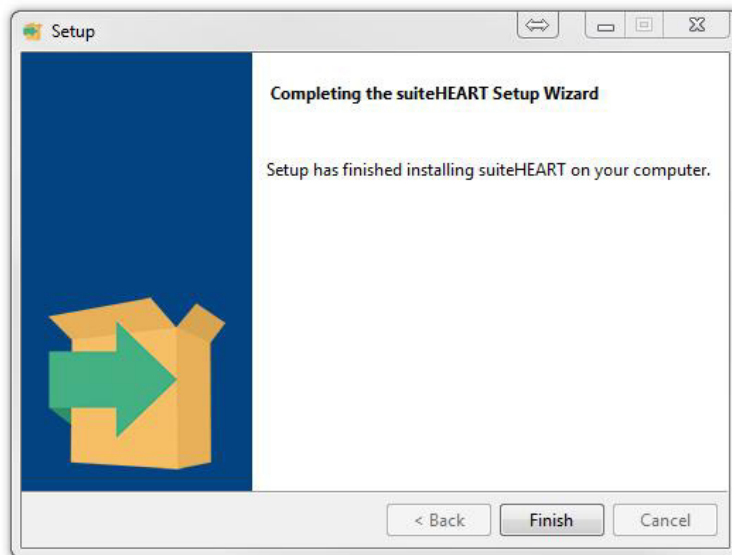 Setup
Completing the suiteHEART Setup Wizard
Setup has finished installing suiteHEART on your computer.
< Back
Finish
Cancel